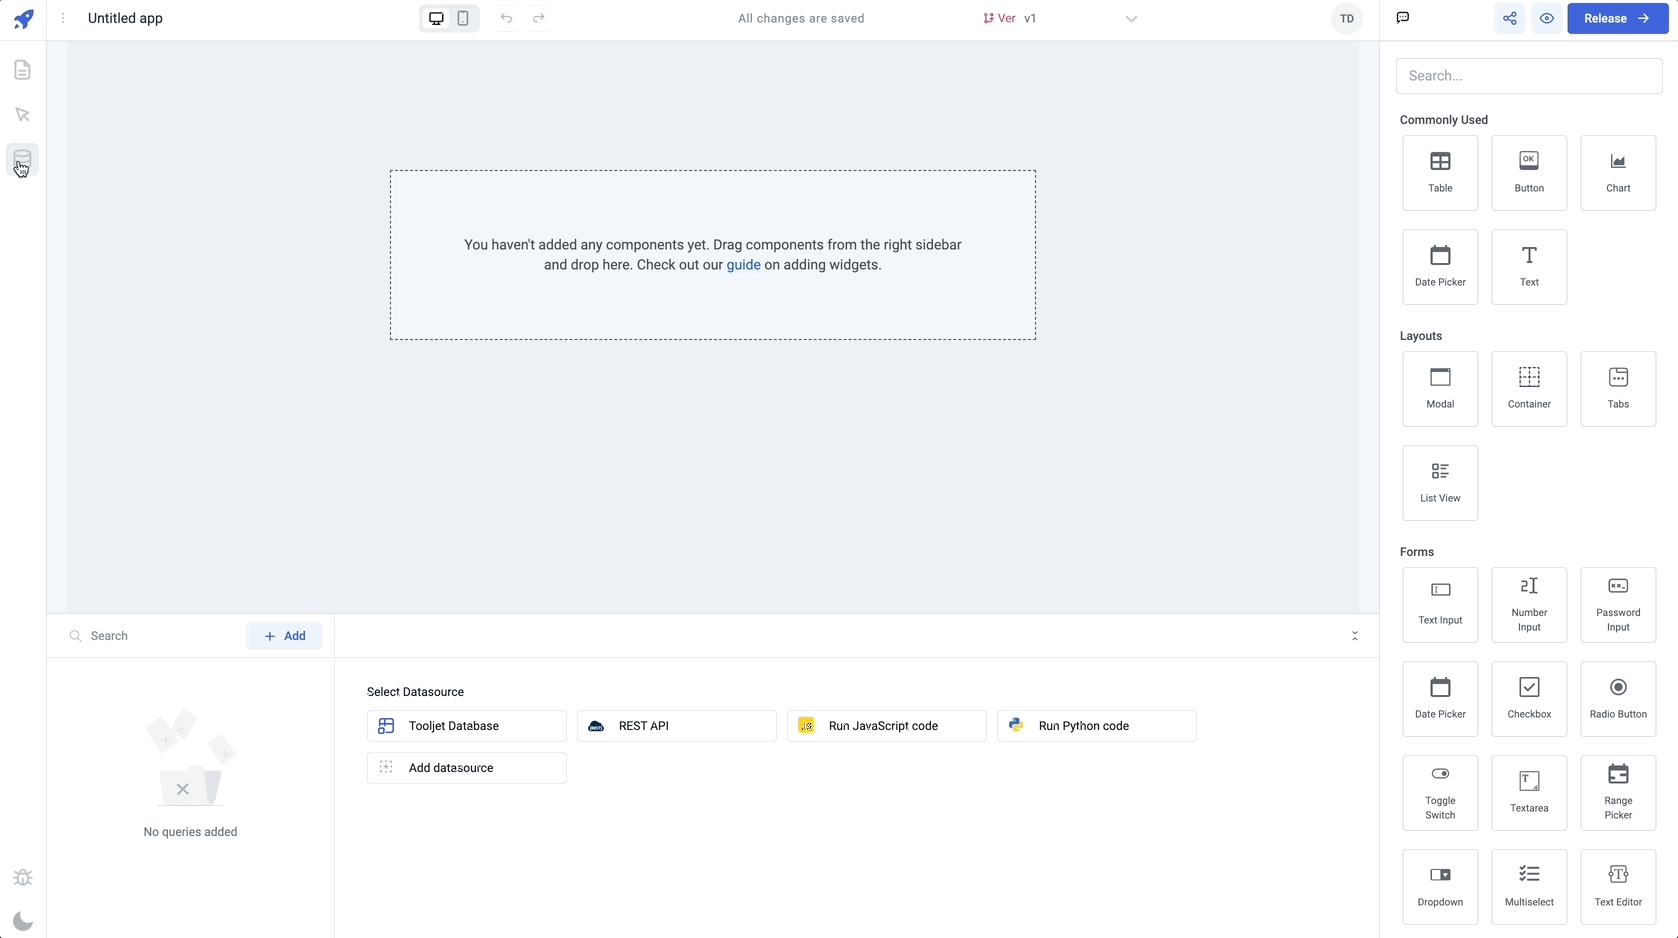 Untitled app
All changes are saved
Ver v1
TD
Release
Search...
Commonly Used
Table
Button
Chart
Date Picker
Text
You haven't added any components yet. Drag components from the right sidebar
and drop here. Check out our guide on adding widgets.
Layouts
Modal
Container
Tabs
List View
Forms
Text Input
Number
Input
Password
Input
Date Picker
Checkbox
Radio Button
Toggle
Switch
Textarea
Range
Picker
Dropdown
Multiselect
Text Editor
Search
+ Add
No queries added
Select Datasource
Tooljet Database
REST API
Run JavaScript code
Run Python code
Add datasource